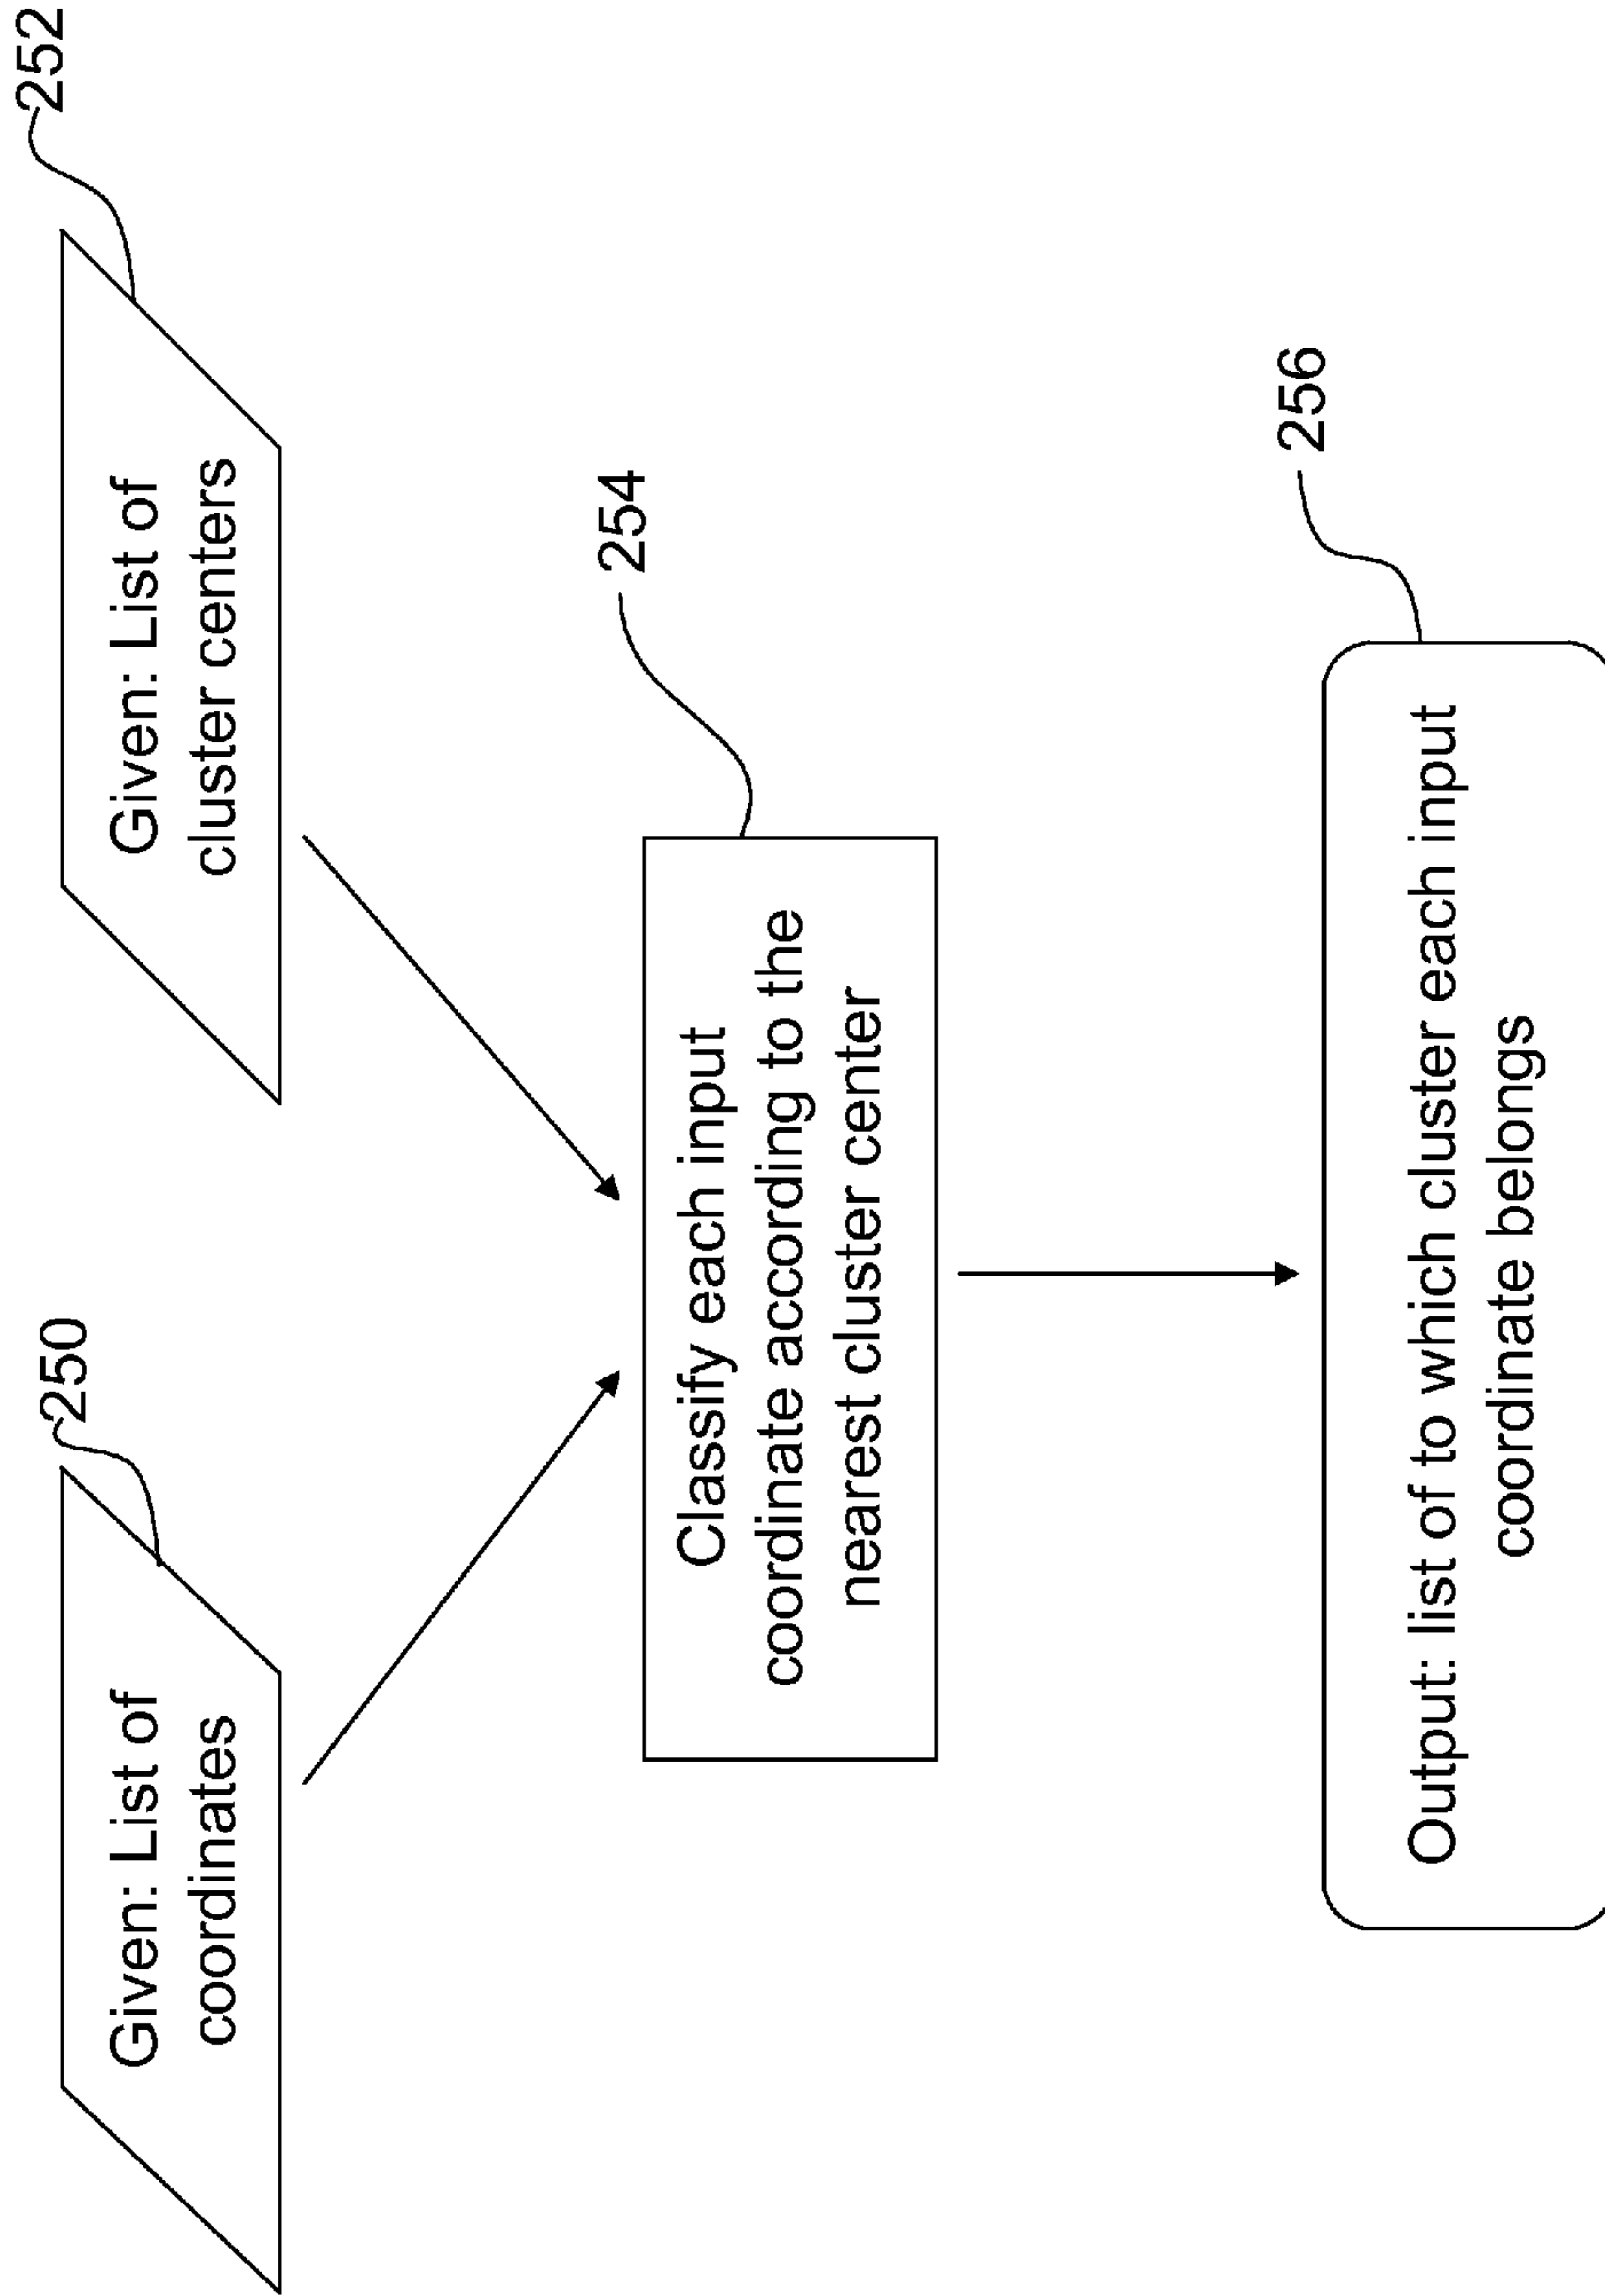 250
Given: List of
coordinates
252
Given: List of
cluster centers
254
Classify each input
coordinate according to the
nearest cluster center
256
Output: list of to which cluster each input
coordinate belongs